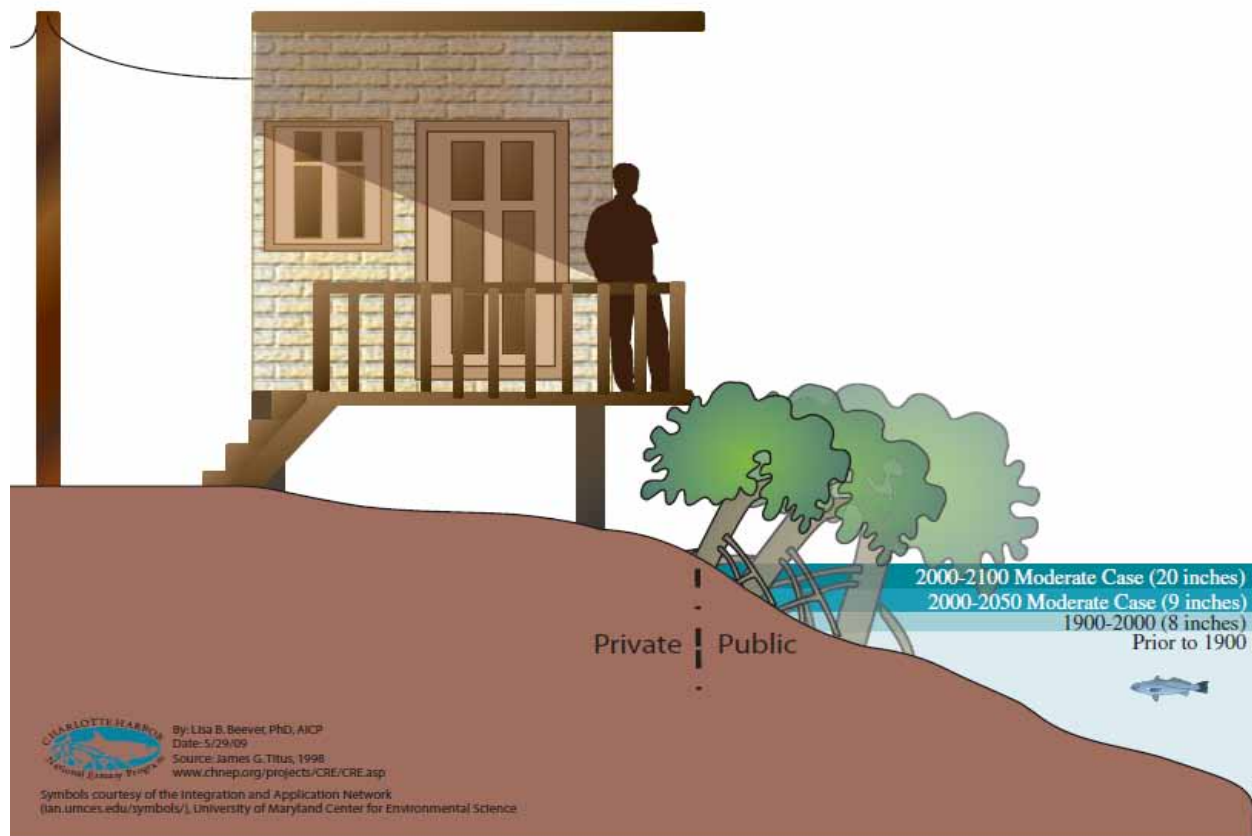 2000-2100 Moderate Case (20 inches)
2000-2050 Moderate Case (9 inches)
1900-2000 (8 inches)
Prior to 1900
Private
Public
CHARLOTTE HARBOR
National Estuary Program
By: Lisa B. Beever, PhD, AICP
Date: 5/29/09
Source: James G. Titus, 1998
www.chnep.org/projects/CRE/CRE.asp
Symbols courtesy of the Integration and Application Network
(ian.umces.edu/symbols/), University of Maryland Center for Environmental Science